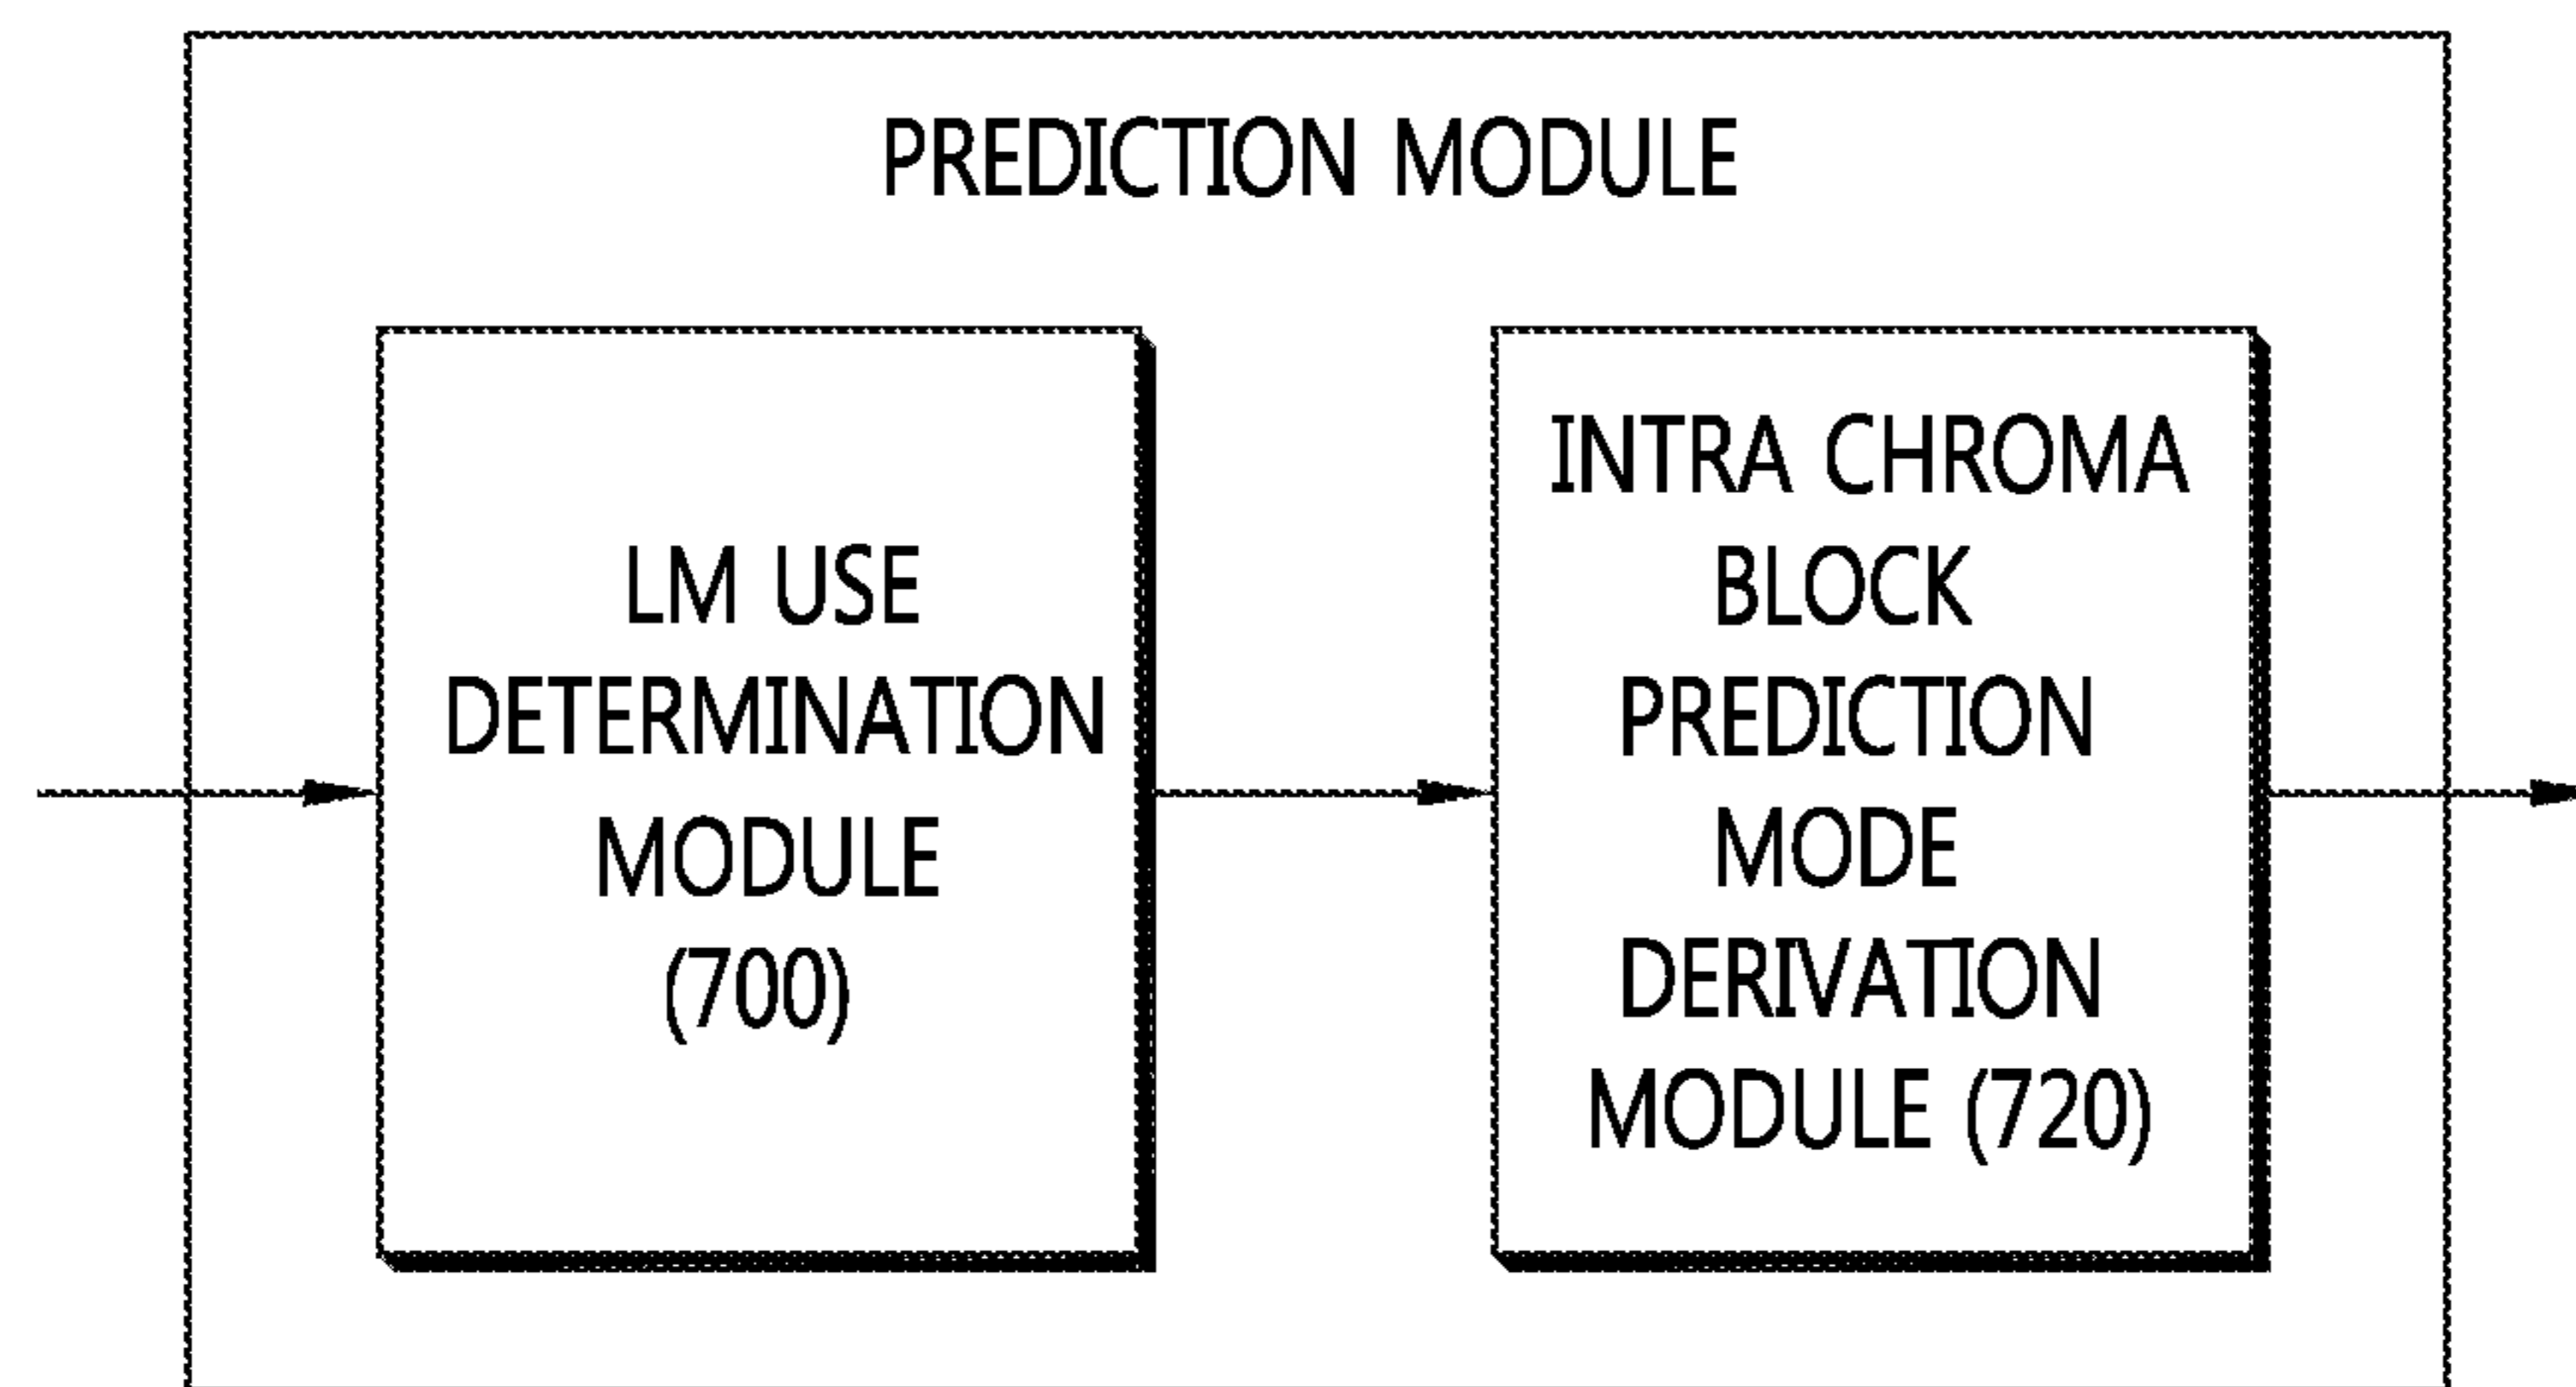 PREDICTION MODULE
LM USE
DETERMINATION
MODULE
(700)
INTRA CHROMA
BLOCK
PREDICTION
MODE
DERIVATION
MODULE (720)